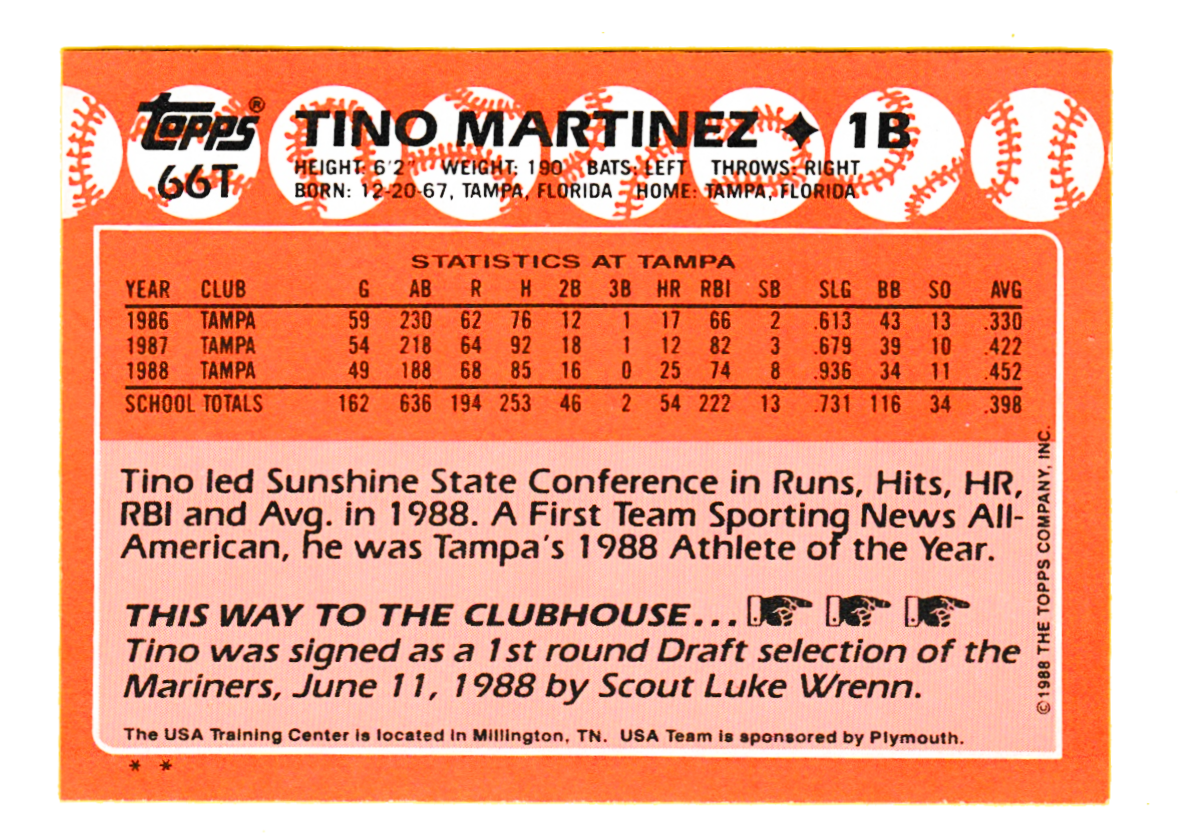 topps® TINO MARTINEZ ♦ 1B
66T HEIGHT: 6'2" WEIGHT: 190 BATS: LEFT THROWS: RIGHT
BORN: 12-20-67, TAMPA, FLORIDA HOME: TAMPA, FLORIDA
STATISTICS AT TAMPA
YEAR CLUB G AB R H 2B 3B HR RBI SB SLG BB SO AVG
1986 TAMPA 59 230 62 76 12 1 17 66 2 .613 43 13 .330
1987 TAMPA 54 218 64 92 18 1 12 82 3 .679 39 10 .422
1988 TAMPA 49 188 68 85 16 0 25 74 8 .936 34 11 .452
SCHOOL TOTALS 162 636 194 253 46 2 54 222 13 .731 116 34 .398
Tino led Sunshine State Conference in Runs, Hits, HR,
RBI and Avg. in 1988. A First Team Sporting News All-
American, he was Tampa's 1988 Athlete of the Year.
THIS WAY TO THE CLUBHOUSE...
Tino was signed as a 1st round Draft selection of the
Mariners, June 11, 1988 by Scout Luke Wrenn.
The USA Training Center is located in Millington, TN. USA Team is sponsored by Plymouth.
* *
©1988 THE TOPPS COMPANY, INC.